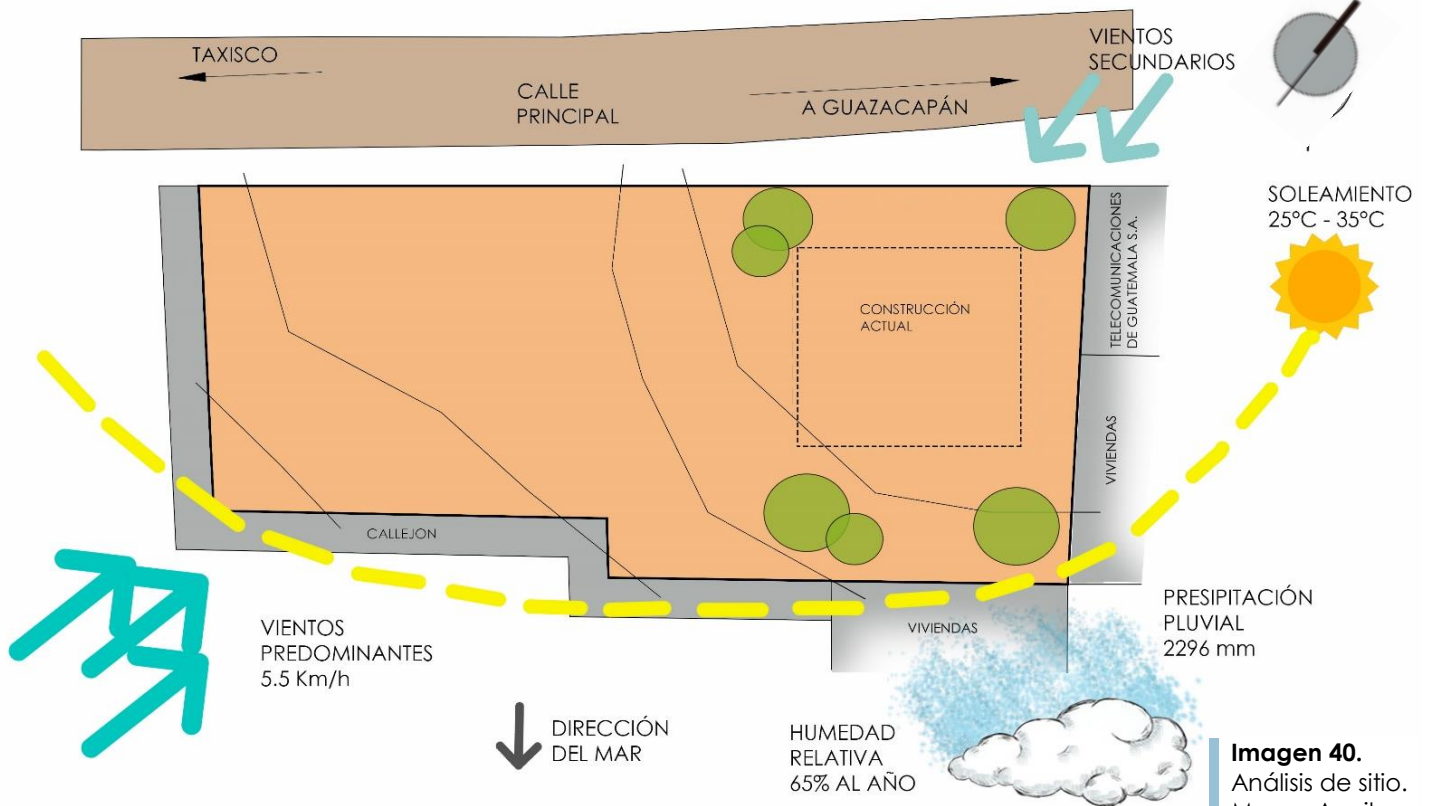 TAXISCO
CALLE
PRINCIPAL
A GUAZACAPÁN
VIENTOS
SECUNDARIOS
SOLEAMIENTO
25°C - 35°C
TELECOMUNICACIONES
DE GUATEMALA S.A.
CONSTRUCCIÓN
ACTUAL
VIVIENDAS
CALLEJON
VIENTOS
PREDOMINANTES
5.5 Km/h
VIVIENDAS
PRESIPITACIÓN
PLUVIAL
2296 mm
DIRECCIÓN
DEL MAR
HUMEDAD
RELATIVA
65% AL AÑO
Imagen 40.
Análisis de sitio.